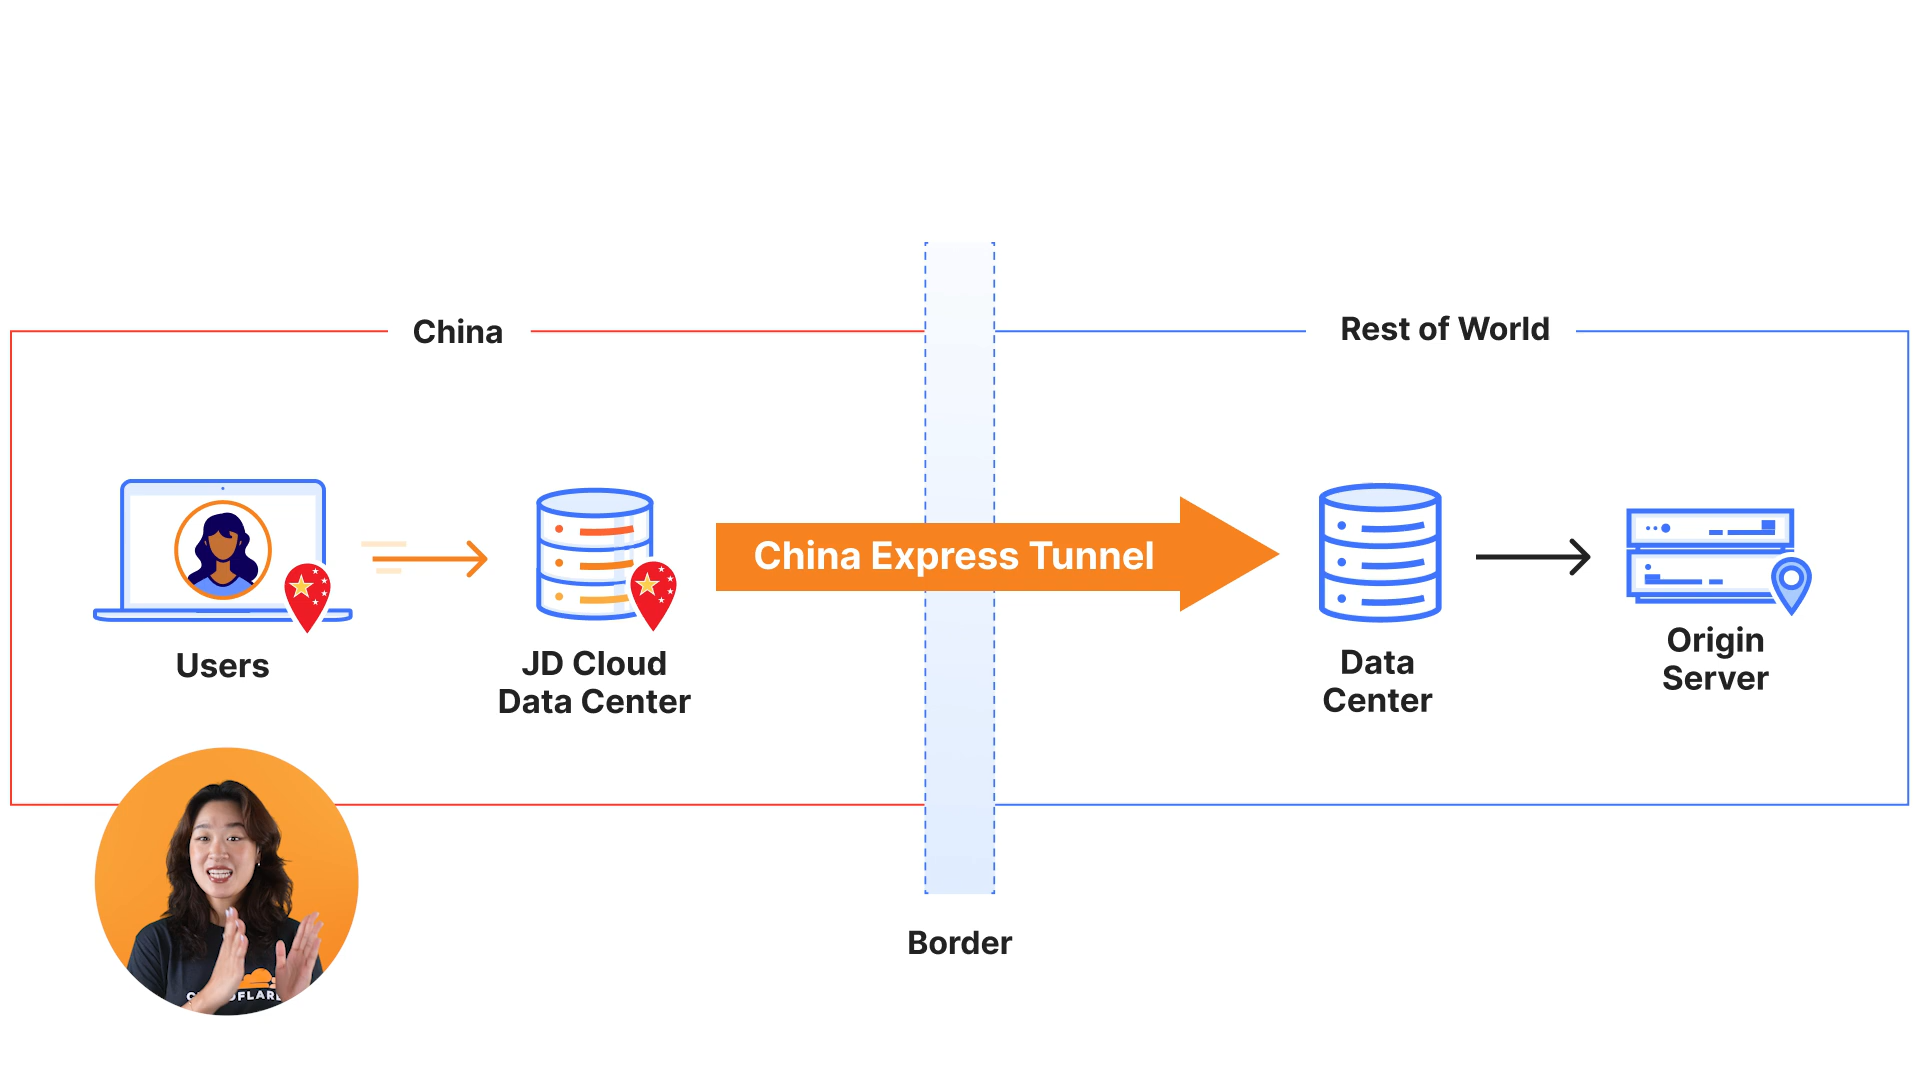 China
Rest of World
China Express Tunnel
Users
JD Cloud
Data Center
Data
Center
Origin
Server
Border